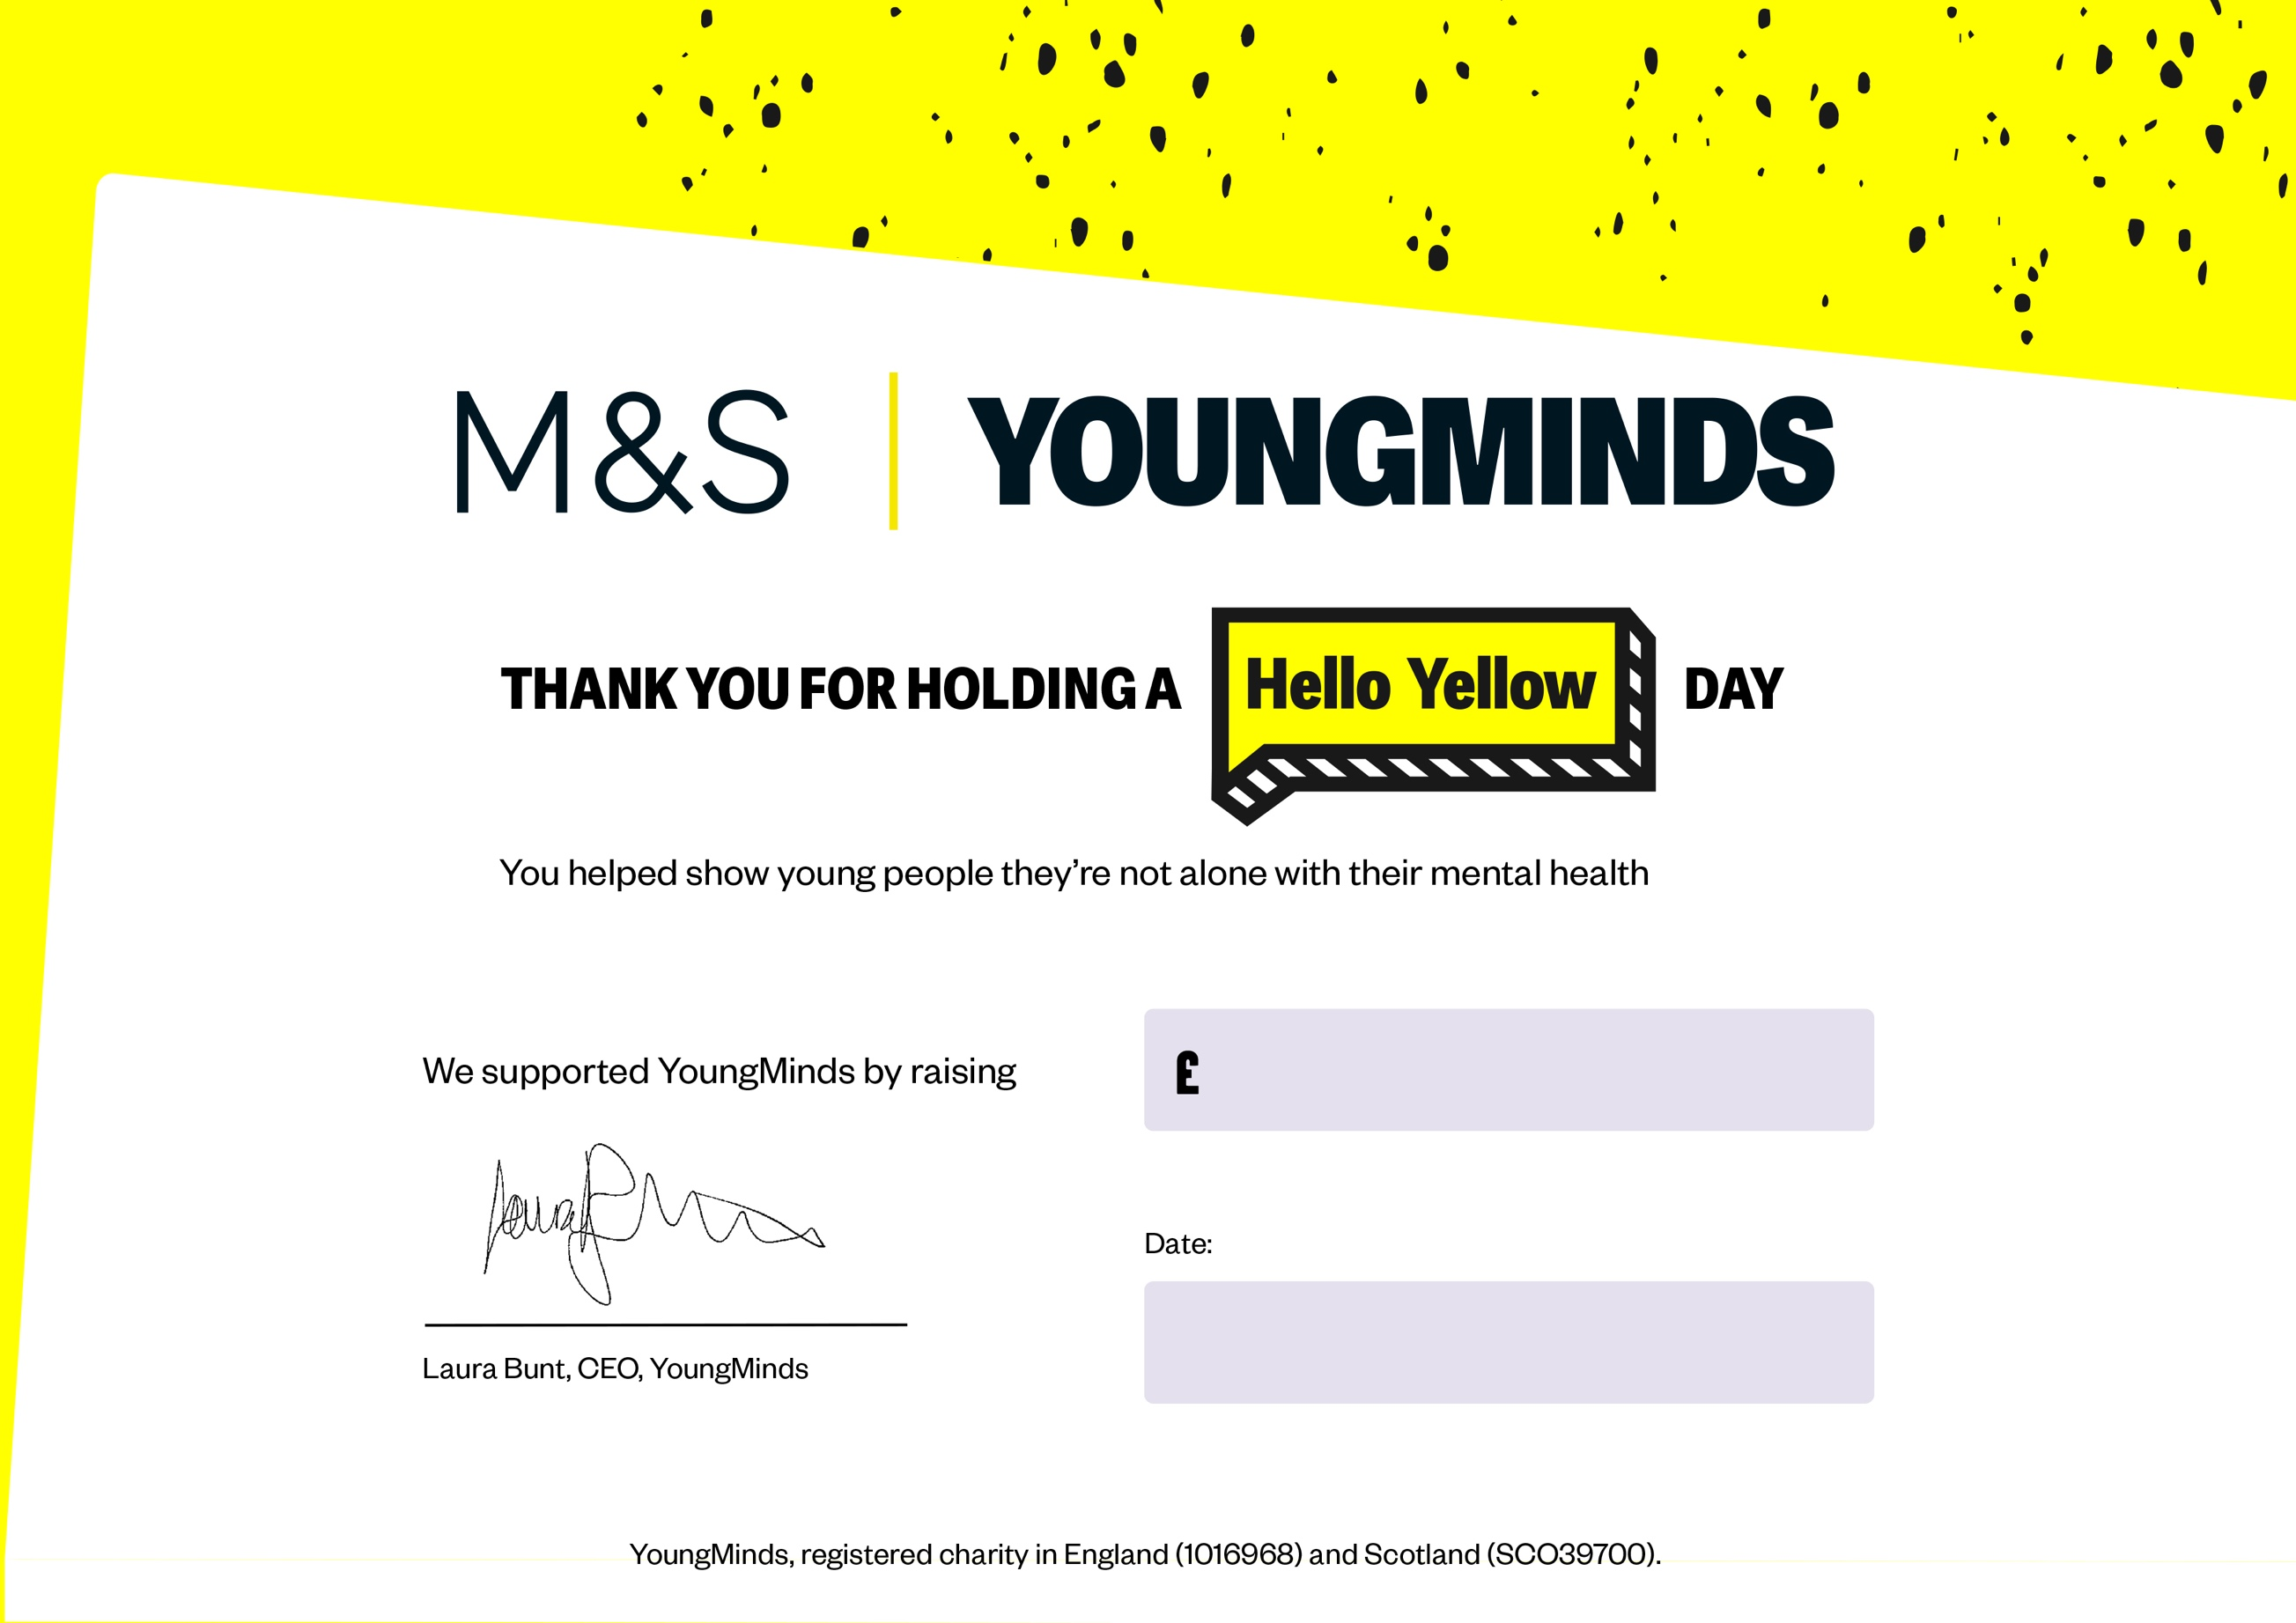 M&S YOUNGMINDS
THANK YOU FOR HOLDING A Hello Yellow DAY
You helped show young people they’re not alone with their mental health
We supported YoungMinds by raising £
Date:
Laura Bunt, CEO, YoungMinds
YoungMinds, registered charity in England (1016968) and Scotland (SCO39700).